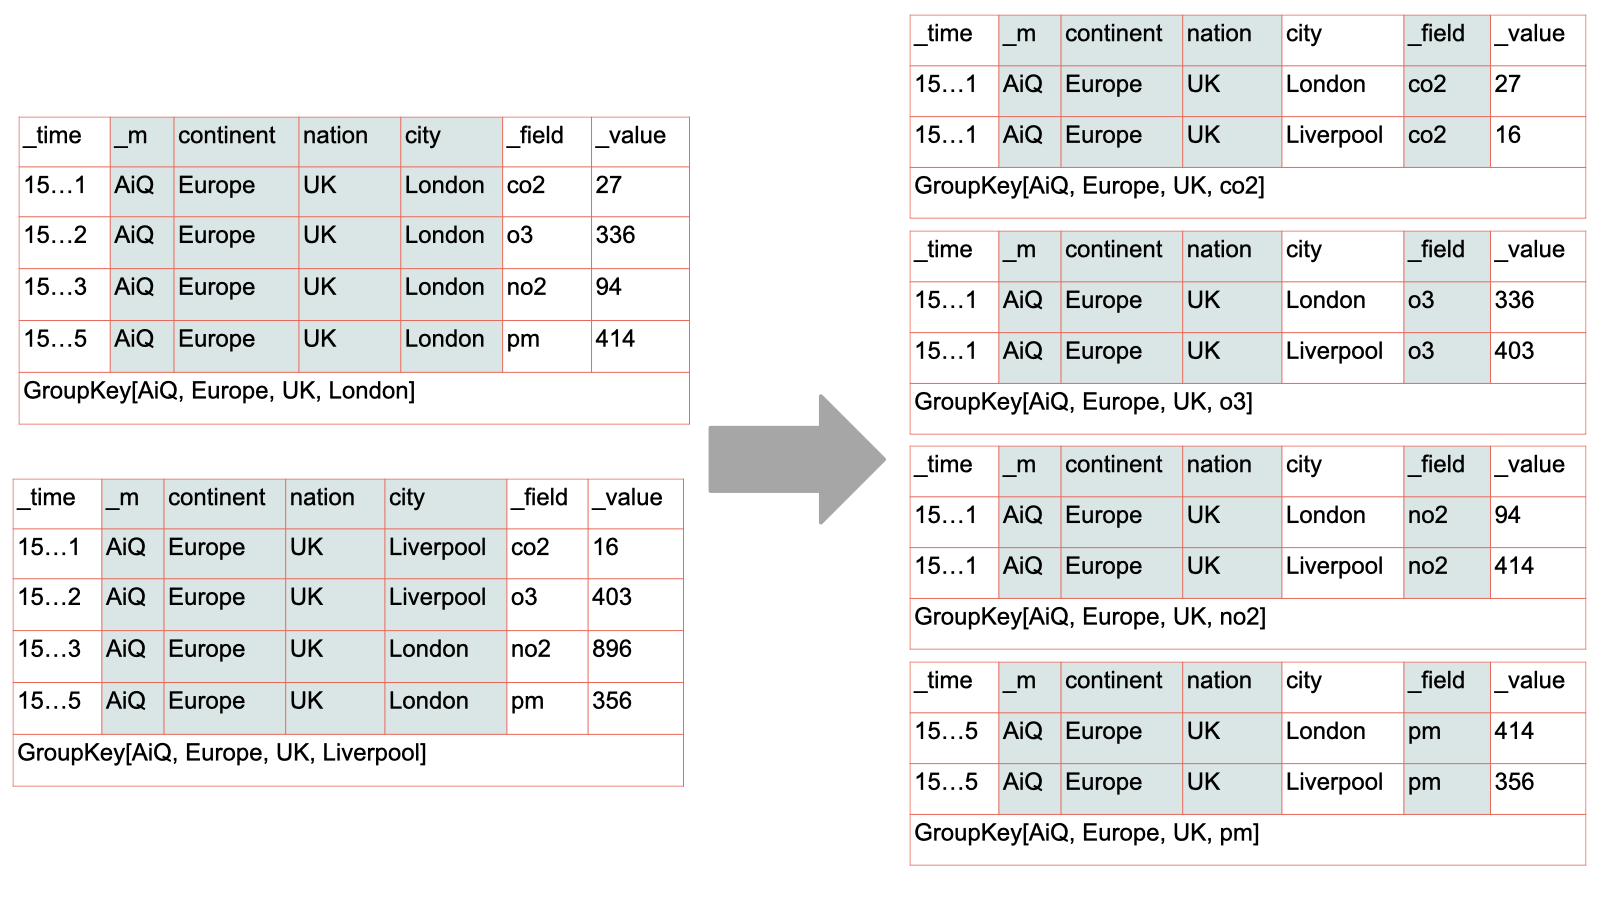 _time _m continent nation city _field _value
15…1 AiQ Europe UK London co2 27
15…2 AiQ Europe UK London o3 336
15…3 AiQ Europe UK London no2 94
15…5 AiQ Europe UK London pm 414
GroupKey[AiQ, Europe, UK, London]
_time _m continent nation city _field _value
15…1 AiQ Europe UK Liverpool co2 16
15…2 AiQ Europe UK Liverpool o3 403
15…3 AiQ Europe UK London no2 896
15…5 AiQ Europe UK London pm 356
GroupKey[AiQ, Europe, UK, Liverpool]
_time _m continent nation city _field _value
15…1 AiQ Europe UK London co2 27
15…1 AiQ Europe UK Liverpool co2 16
GroupKey[AiQ, Europe, UK, co2]
_time _m continent nation city _field _value
15…1 AiQ Europe UK London o3 336
15…1 AiQ Europe UK Liverpool o3 403
GroupKey[AiQ, Europe, UK, o3]
_time _m continent nation city _field _value
15…1 AiQ Europe UK London no2 94
15…1 AiQ Europe UK Liverpool no2 414
GroupKey[AiQ, Europe, UK, no2]
_time _m continent nation city _field _value
15…5 AiQ Europe UK London pm 414
15…5 AiQ Europe UK Liverpool pm 356
GroupKey[AiQ, Europe, UK, pm]